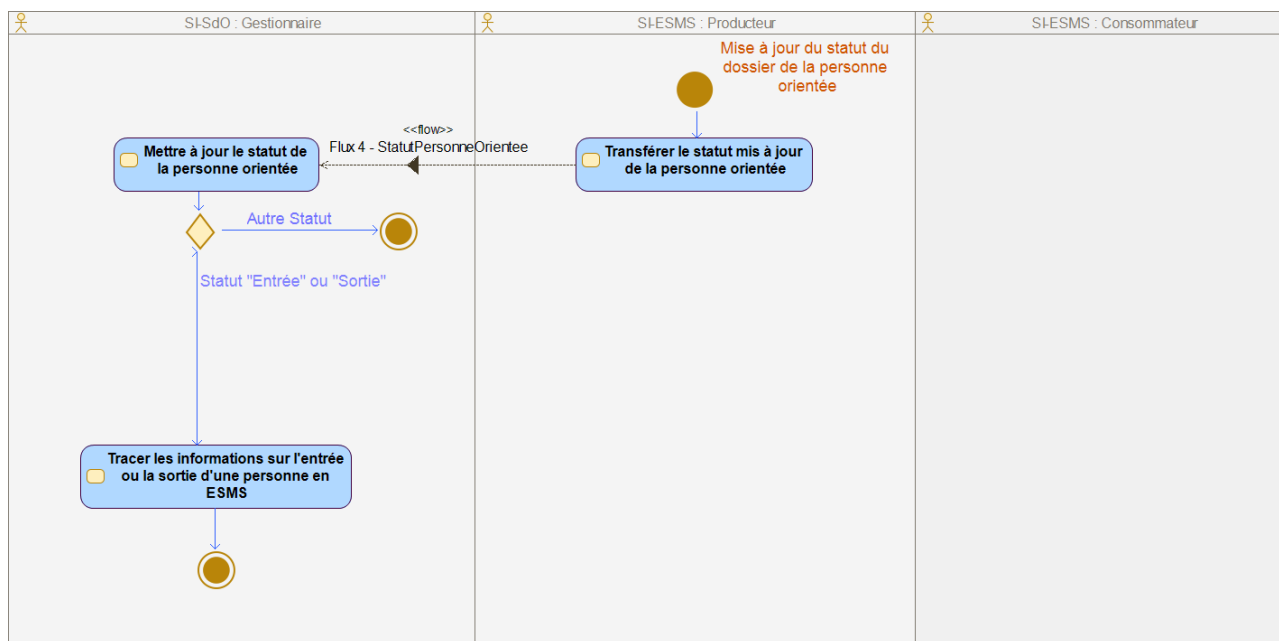 SI-SdO : Gestionnaire
SI-ESMS : Producteur
SI-ESMS : Consommateur
Mise à jour du statut du
dossier de la personne
orientée
<<flow>>
Flux 4 - StatutPersonneOrientee
Mettre à jour le statut de
la personne orientée
Transférer le statut mis à jour
de la personne orientée
Autre Statut
Statut "Entrée" ou "Sortie"
Tracer les informations sur l'entrée
ou la sortie d'une personne en
ESMS